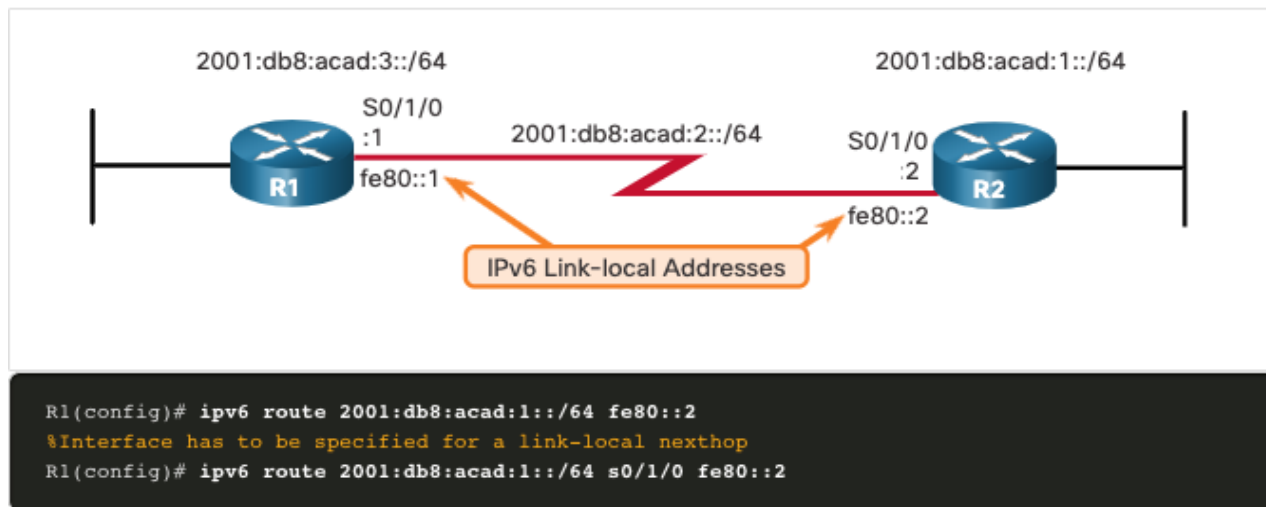 2001:db8:acad:3::/64
2001:db8:acad:1::/64
S0/1/0
:1
2001:db8:acad:2::/64
S0/1/0
:2
R1
fe80::1
R2
fe80::2
IPv6 Link-local Addresses
R1(config)# ipv6 route 2001:db8:acad:1::/64 fe80::2
%Interface has to be specified for a link-local nexthop
R1(config)# ipv6 route 2001:db8:acad:1::/64 s0/1/0 fe80::2